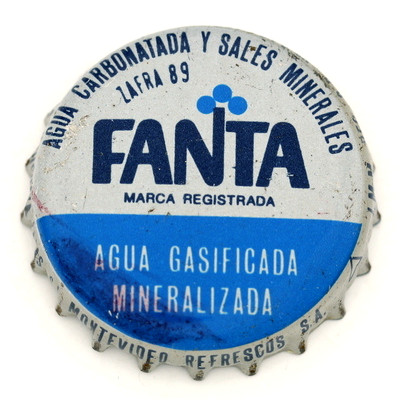 AGUA CARBONATADA Y SALES MINERALES
ZAFRA 89
FANTA
MARCA REGISTRADA
AGUA GASIFICADA
MINERALIZADA
MONTEVIDEO REFRESCOS S.A.